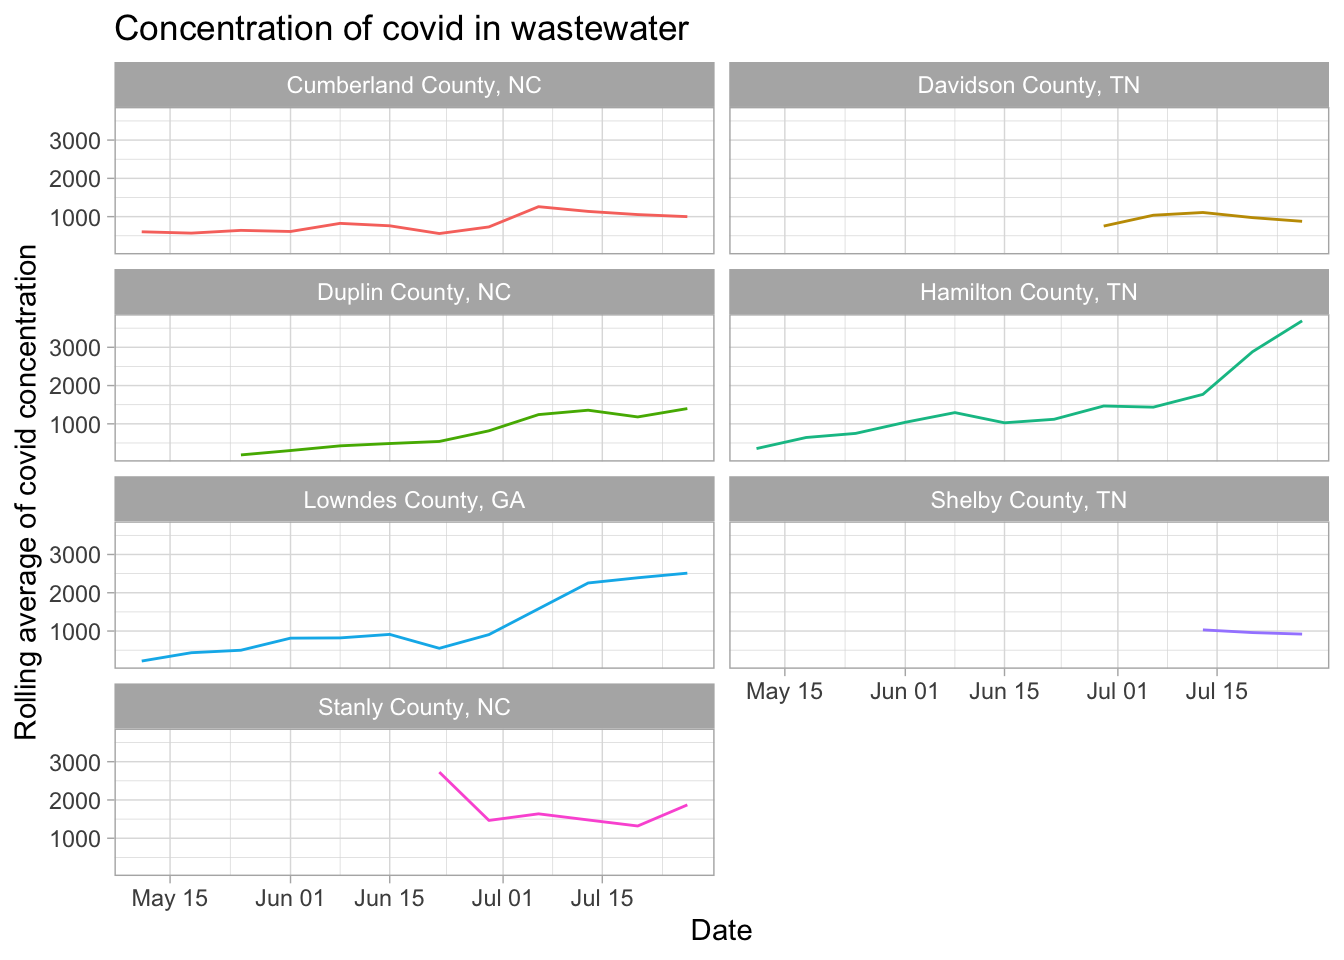 Concentration of covid in wastewater
Cumberland County, NC
Davidson County, TN
3000
2000
1000
Duplin County, NC
Hamilton County, TN
3000
2000
1000
Lowndes County, GA
Shelby County, TN
3000
2000
1000
May 15 Jun 01 Jun 15 Jul 01 Jul 15
Stanly County, NC
3000
2000
1000
May 15 Jun 01 Jun 15 Jul 01 Jul 15
Rolling average of covid concentration
Date